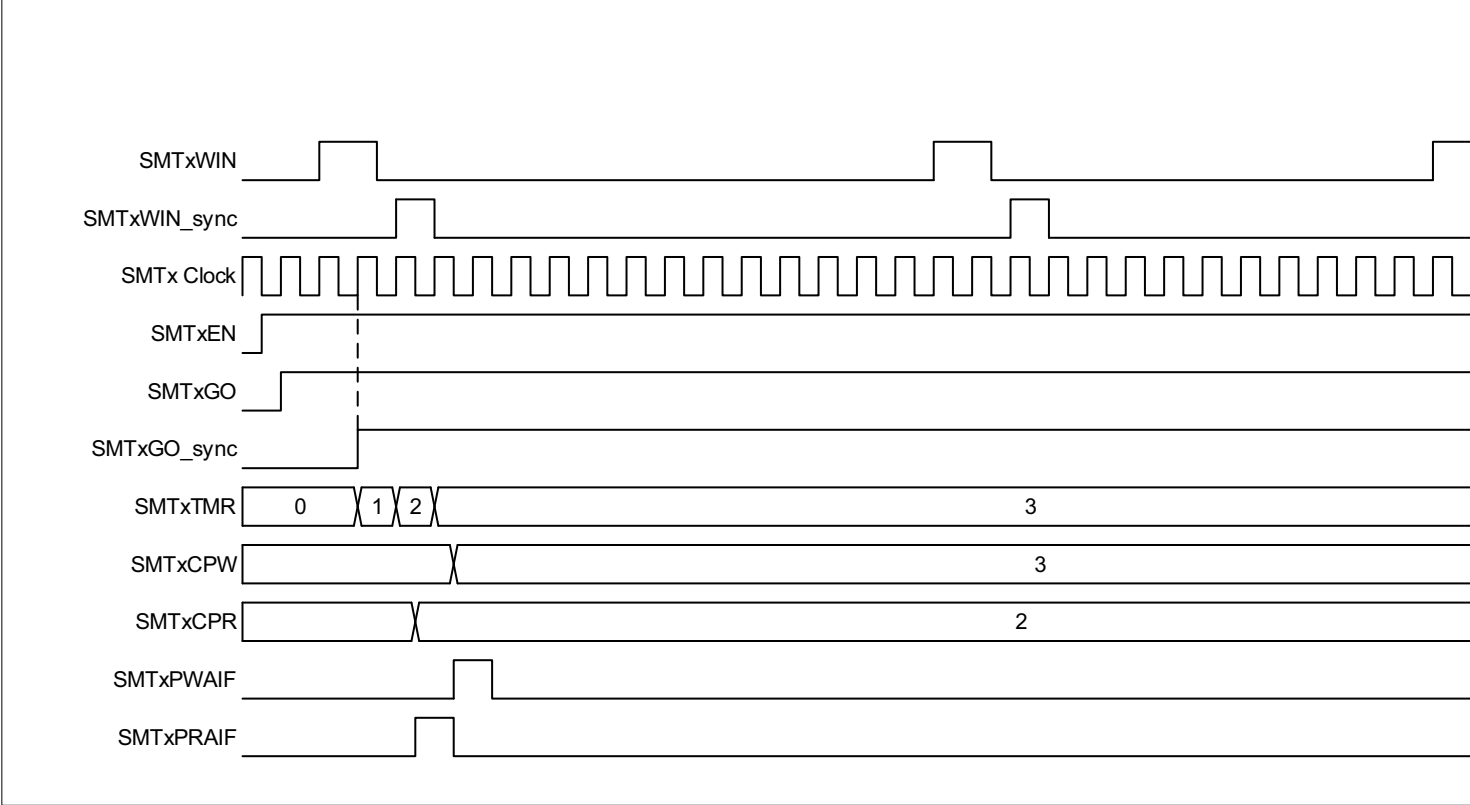 SMTxWIN
SMTxWIN_sync
SMTx Clock
SMTxEN
SMTxGO
SMTxGO_sync
SMTxTMR 0 1 2 3
SMTxCPW 3
SMTxCPR 2
SMTxPWAIF
SMTxPRAIF